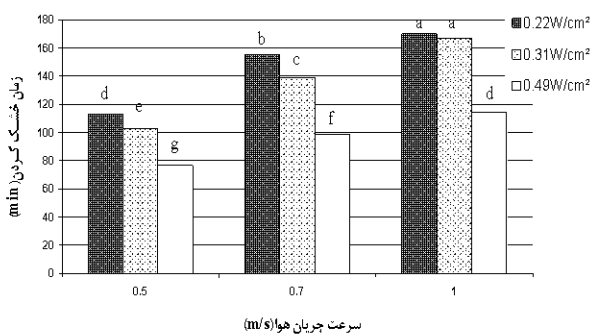 180
160
140
120
100
80
60
40
20
0
زمان خشک کردن(min)
d
e
g
b
c
f
a
a
d
0.5
0.7
1
سرعت جریان هوا(m/s)
0.22W/cm²
0.31W/cm²
0.49W/cm²